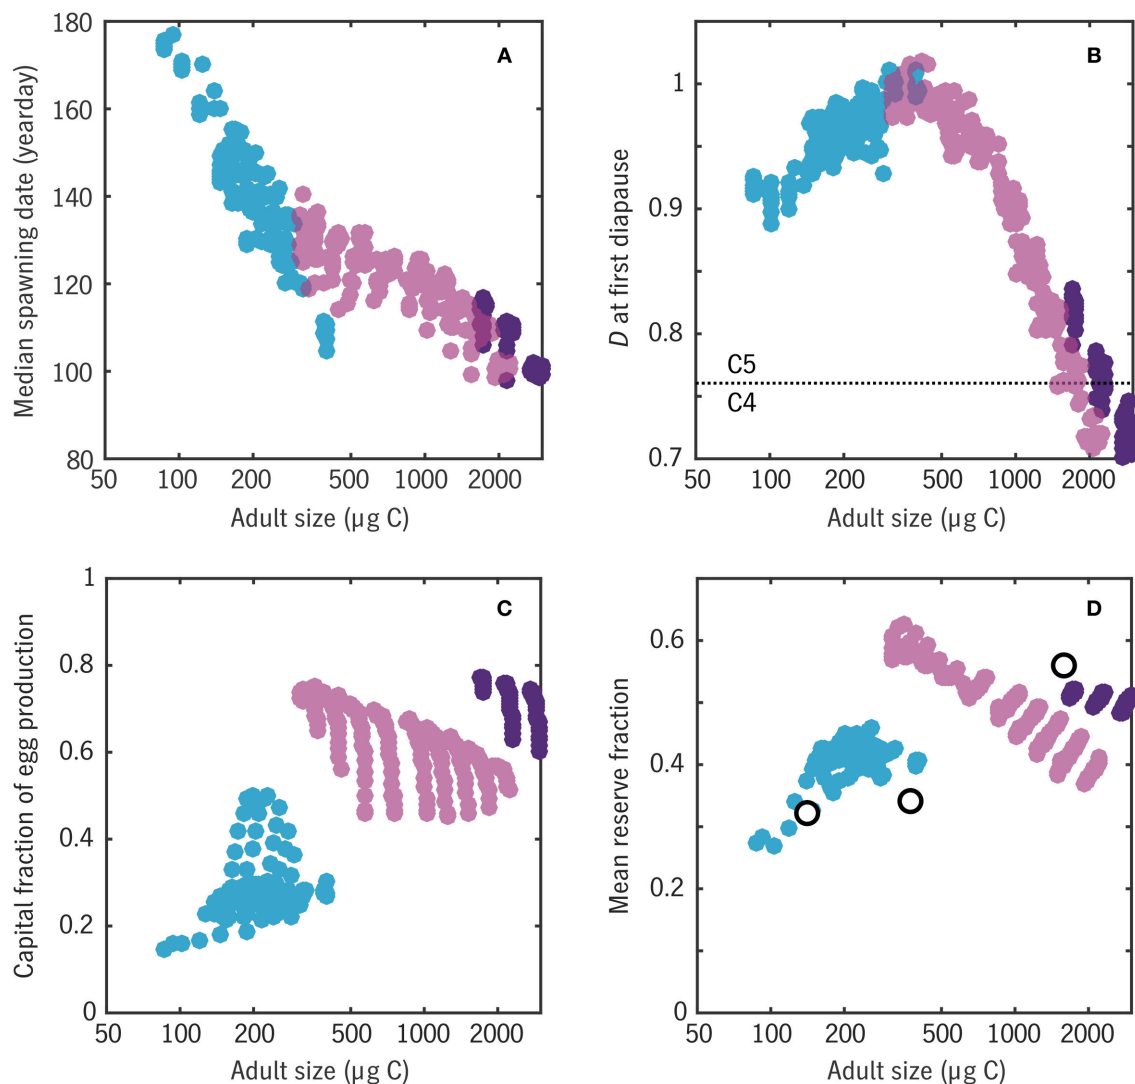 A
Median spawning date (yearday)
180
160
140
120
100
80
50 100 200 500 1000 2000
Adult size (µg C)
B
D at first diapause
1
0.9
0.8
0.7
C5
C4
50 100 200 500 1000 2000
Adult size (µg C)
C
Capital fraction of egg production
1
0.8
0.6
0.4
0.2
0
50 100 200 500 1000 2000
Adult size (µg C)
D
Mean reserve fraction
0.6
0.4
0.2
0
50 100 200 500 1000 2000
Adult size (µg C)